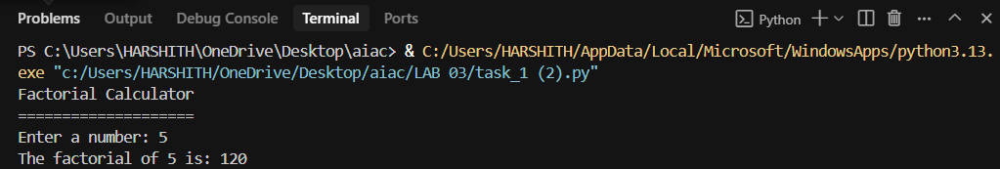 Problems Output Debug Console Terminal Ports Python
PS C:\Users\HARSHITH\OneDrive\Desktop\aiac> & C:/Users/HARSHITH/AppData/Local/Microsoft/WindowsApps/python3.13.
exe "c:/Users/HARSHITH/OneDrive/Desktop/aiac/LAB 03/task_1 (2).py"
Factorial Calculator
====================
Enter a number: 5
The factorial of 5 is: 120